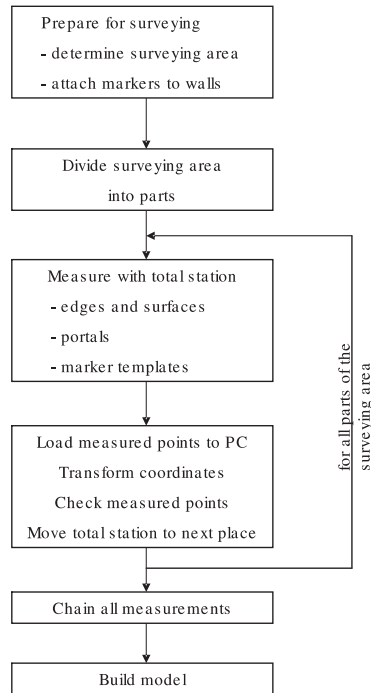 Prepare for surveying
- determine surveying area
- attach markers to walls
Divide surveying area
into parts
Measure with total station
- edges and surfaces
- portals
- marker templates
for all parts of the
surveying area
Load measured points to PC
Transform coordinates
Check measured points
Move total station to next place
Chain all measurements
Build model